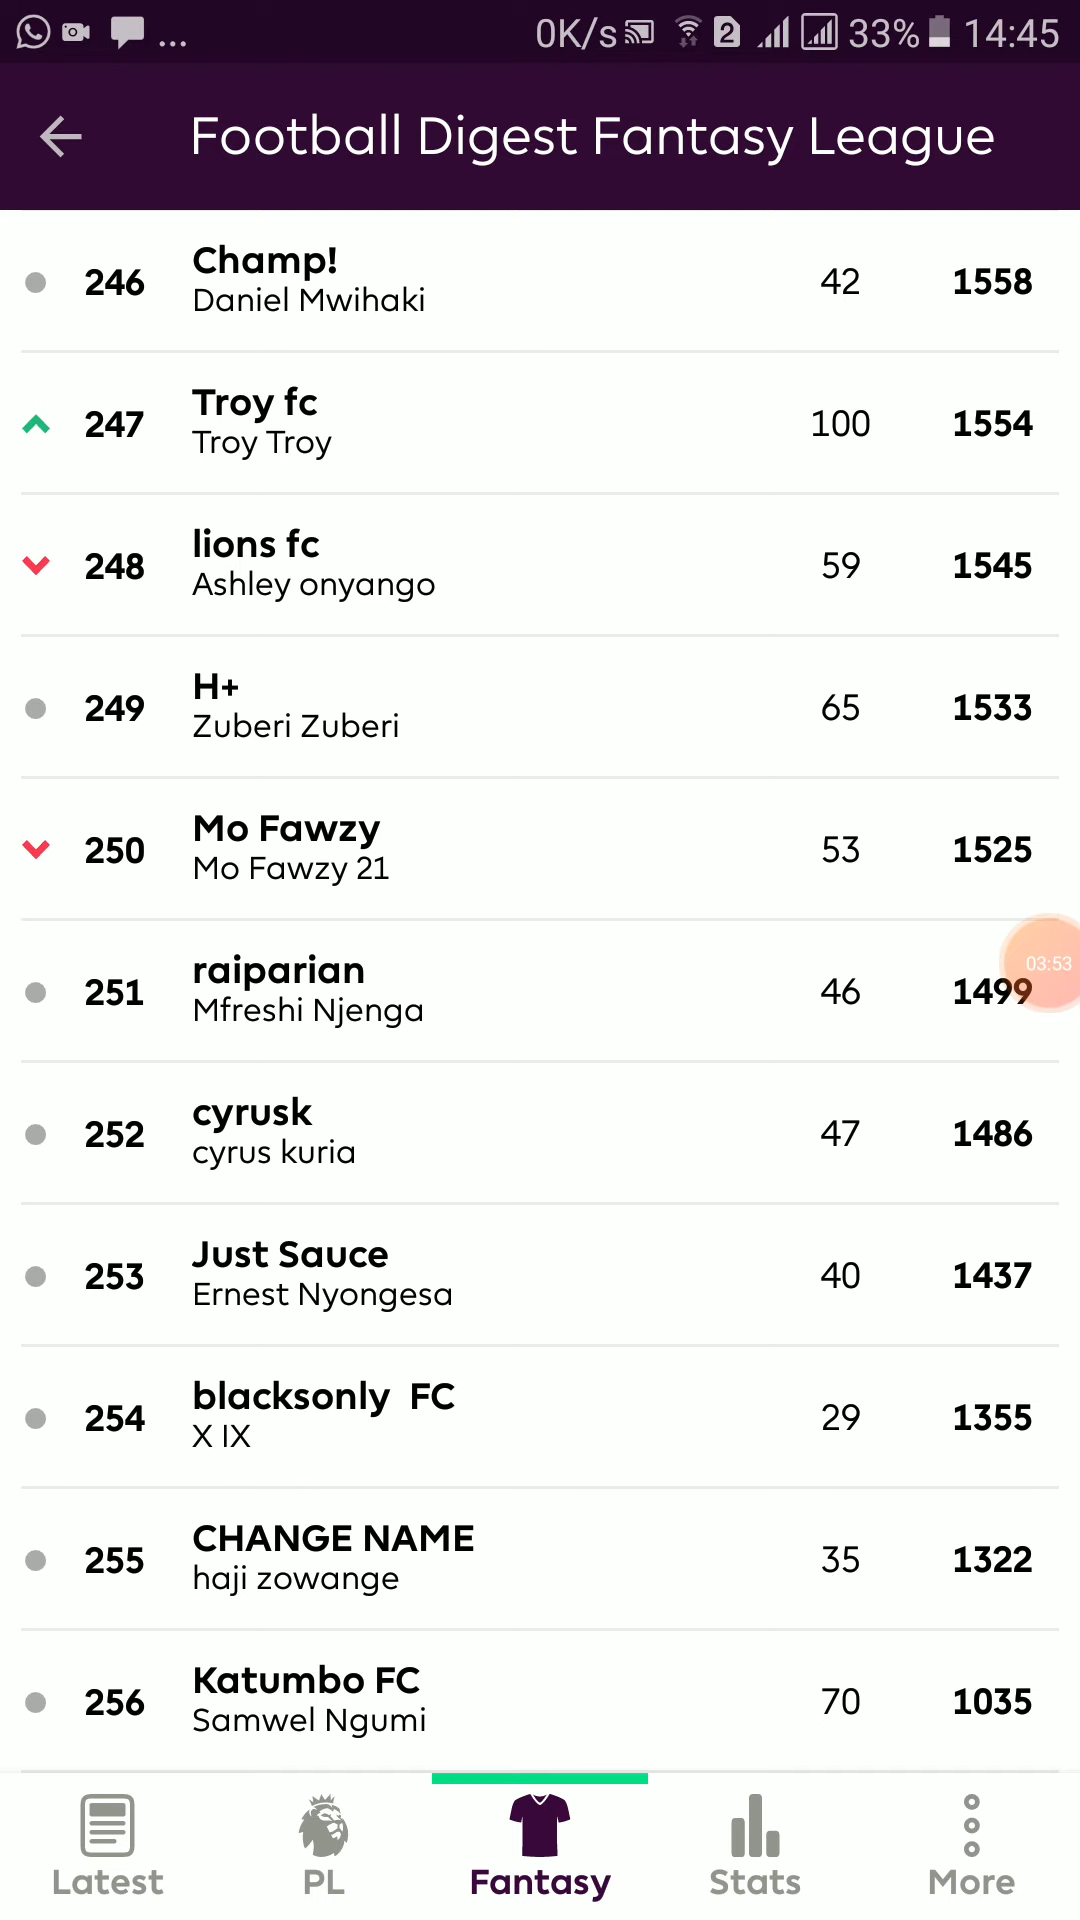 ... 0K/s 2 33% 14:45
Football Digest Fantasy League
246 Champ! 42 1558
Daniel Mwihaki
247 Troy fc 100 1554
Troy Troy
248 lions fc 59 1545
Ashley onyango
249 H+ 65 1533
Zuberi Zuberi
250 Mo Fawzy 53 1525
Mo Fawzy 21
03:53
251 raiparian 46 1499
Mfreshi Njenga
252 cyrusk 47 1486
cyrus kuria
253 Just Sauce 40 1437
Ernest Nyongesa
254 blacksonly  FC 29 1355
X IX
255 CHANGE NAME 35 1322
haji zowange
256 Katumbo FC 70 1035
Samwel Ngumi
Latest PL Fantasy Stats More